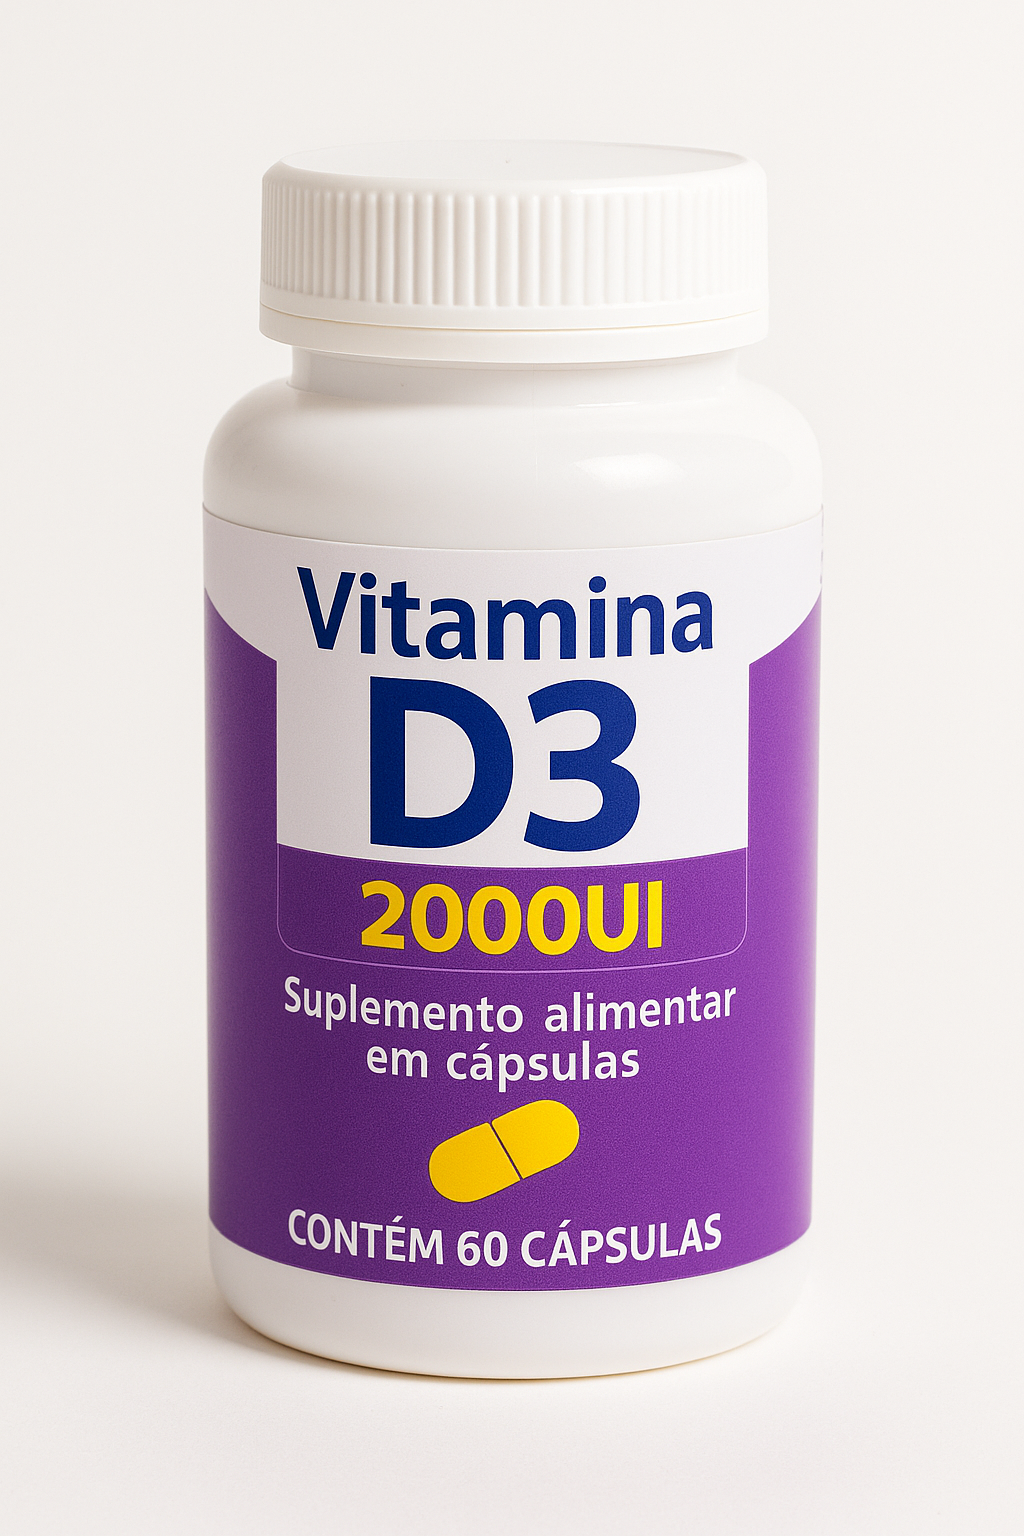 Vitamina
D3
2000UI
Suplemento alimentar
em cápsulas
CONTÉM 60 CÁPSULAS